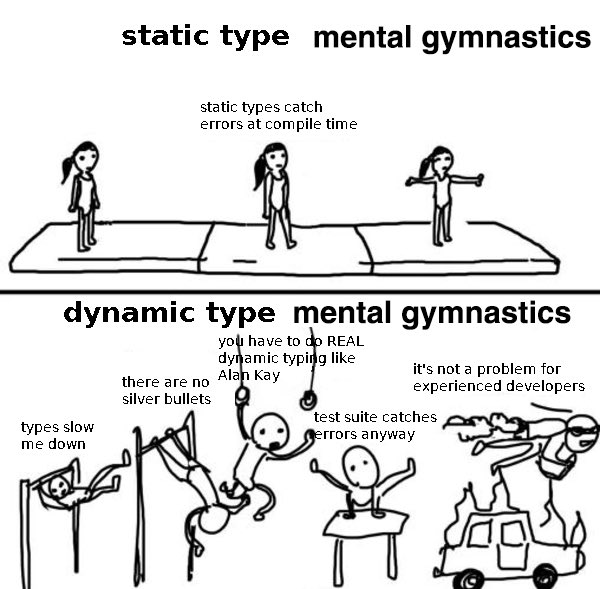 static type mental gymnastics
static types catch
errors at compile time
dynamic type mental gymnastics
types slow
me down
there are no
silver bullets
you have to do REAL
dynamic typing like
Alan Kay
test suite catches
errors anyway
it's not a problem for
experienced developers